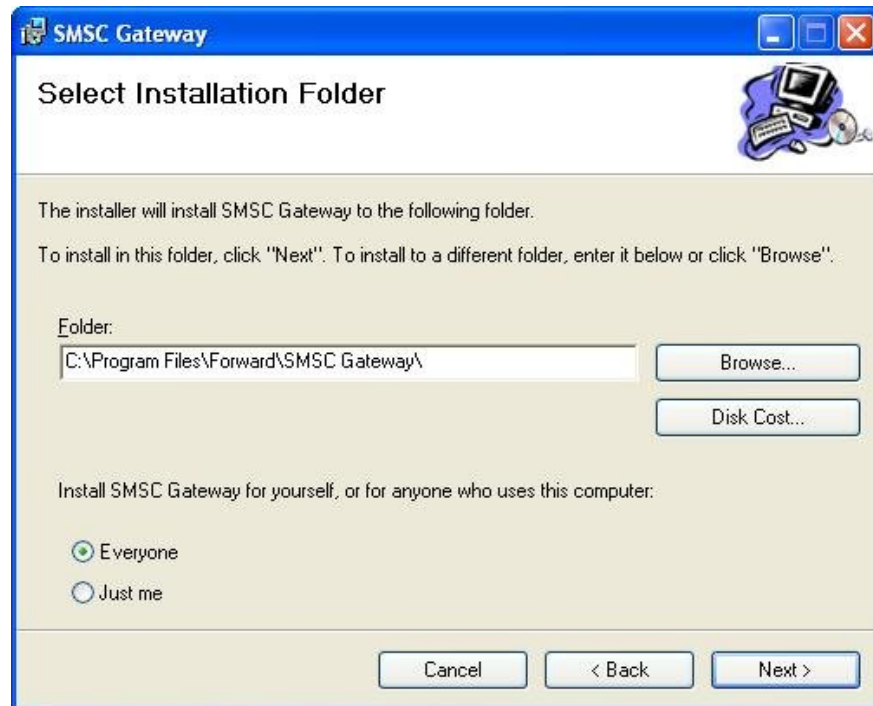 SMSC Gateway
Select Installation Folder
The installer will install SMSC Gateway to the following folder.
To install in this folder, click "Next". To install to a different folder, enter it below or click "Browse".
Folder:
C:\Program Files\Forward\SMSC Gateway\
Browse...
Disk Cost...
Install SMSC Gateway for yourself, or for anyone who uses this computer:
Everyone
Just me
Cancel
< Back
Next >